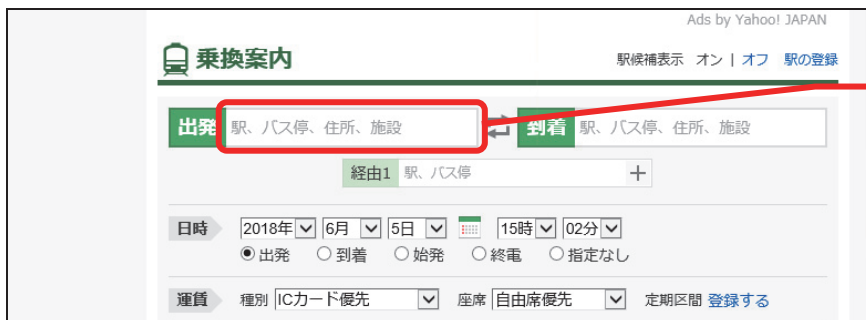 Ads by Yahoo! JAPAN
乗換案内
駅候補表示 オン | オフ 駅の登録
出発 駅、バス停、住所、施設 到着 駅、バス停、住所、施設
経由1 駅、バス停 +
日時 2018年 6月 5日 15時 02分
出発 到着 始発 終電 指定なし
運賃 種別 ICカード優先 座席 自由席優先 定期区間 登録する